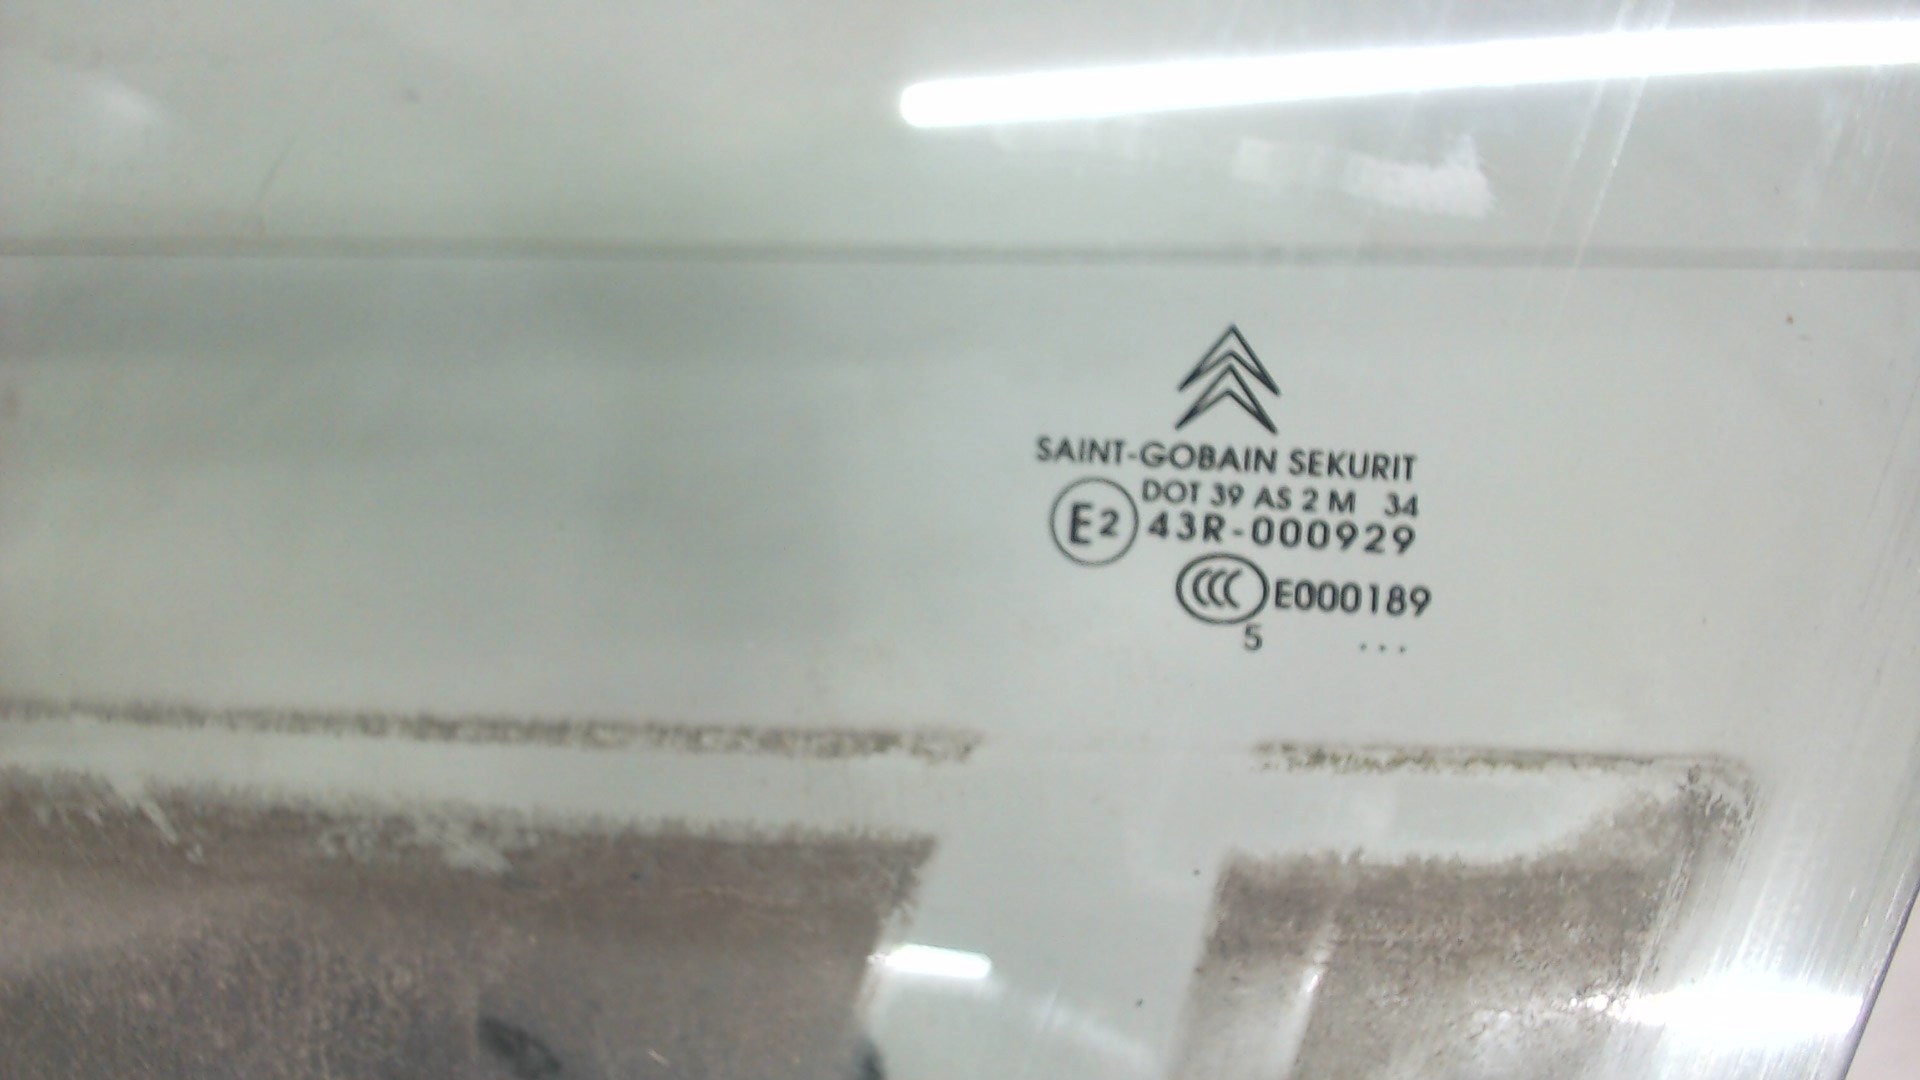 SAINT-GOBAIN SEKURIT
DOT 39 AS 2 M 34
E2 43R-000929
CCC E000189
5 ...